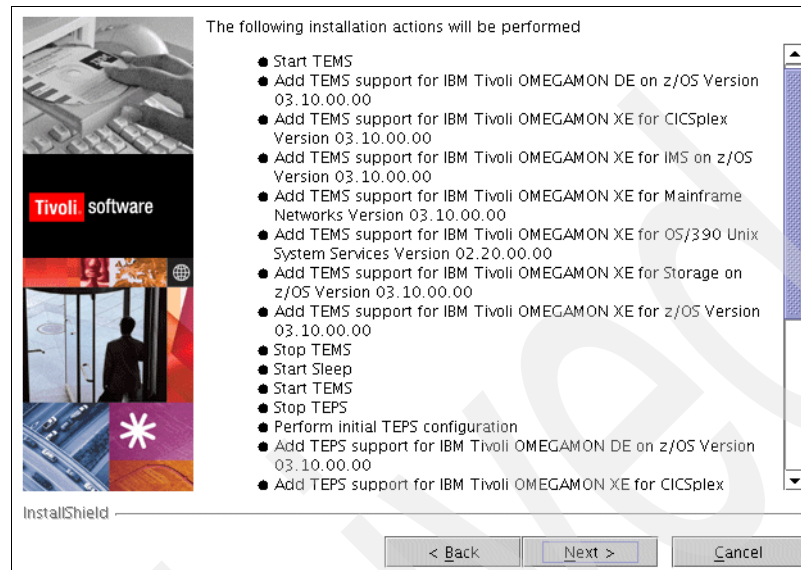 The following installation actions will be performed
● Start TEMS
● Add TEMS support for IBM Tivoli OMEGAMON DE on z/OS Version
03.10.00.00
● Add TEMS support for IBM Tivoli OMEGAMON XE for CICSplex
Version 03.10.00.00
● Add TEMS support for IBM Tivoli OMEGAMON XE for IMS on z/OS
Version 03.10.00.00
● Add TEMS support for IBM Tivoli OMEGAMON XE for Mainframe
Networks Version 03.10.00.00
● Add TEMS support for IBM Tivoli OMEGAMON XE for OS/390 Unix
System Services Version 02.20.00.00
● Add TEMS support for IBM Tivoli OMEGAMON XE for Storage on
z/OS Version 03.10.00.00
● Add TEMS support for IBM Tivoli OMEGAMON XE for z/OS Version
03.10.00.00
● Stop TEMS
● Start Sleep
● Start TEMS
● Stop TEPS
● Perform initial TEPS configuration
● Add TEPS support for IBM Tivoli OMEGAMON DE on z/OS Version
03.10.00.00
● Add TEPS support for IBM Tivoli OMEGAMON XE for CICSplex
Tivoli. software
InstallShield
< Back
Next >
Cancel